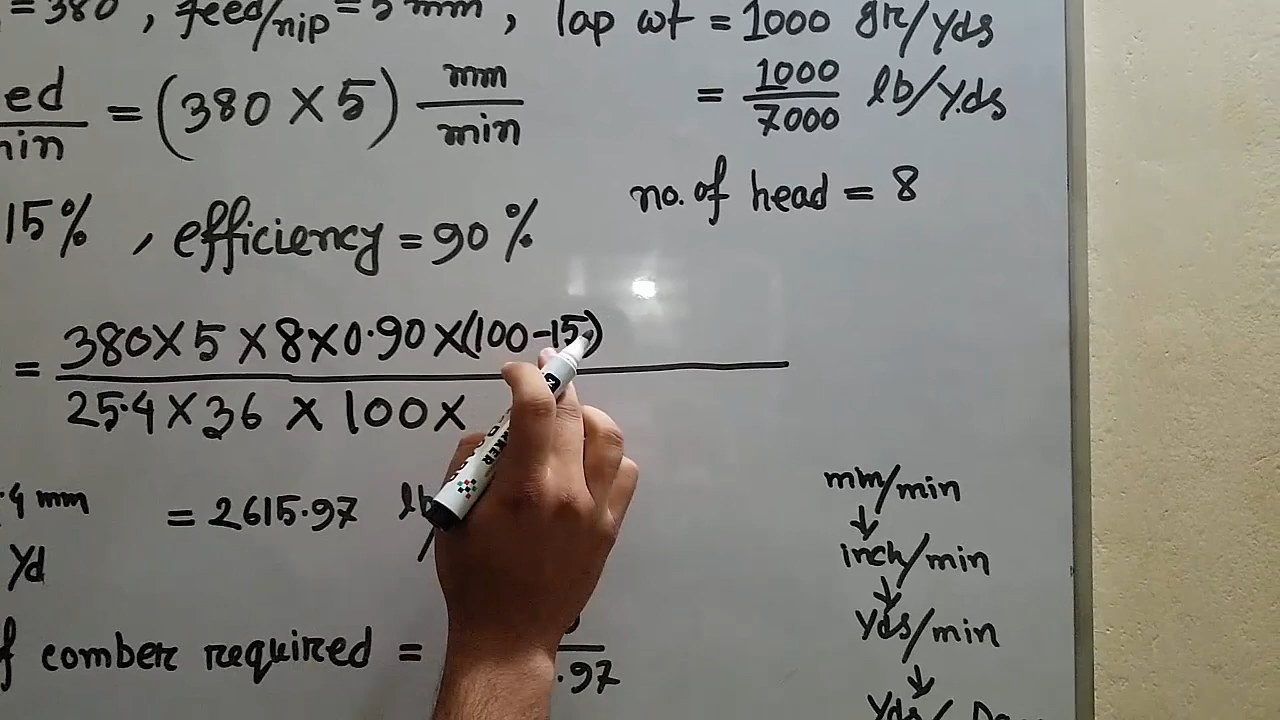 = 380 , feed/nip = 5 mm , lap wt = 1000 gr/yds
= 1000/7000 lb/yds
ed/min = (380 × 5) mm/min
no. of head = 8
15% , efficiency = 90%
= 380 × 5 × 8 × 0.90 × (100-15)
25.4 × 36 × 100 ×
4 mm = 2615.97 lb
yd
mm/min
↓
inch/min
↓
yds/min
↓
yds/
f comber required =
.97